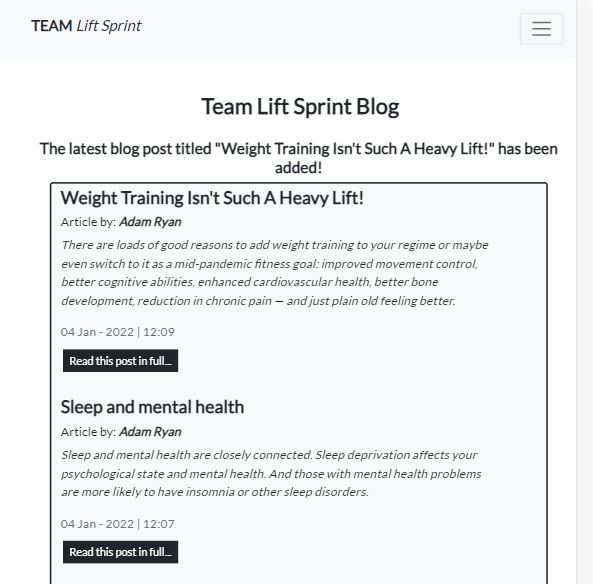 TEAM Lift Sprint
Team Lift Sprint Blog
The latest blog post titled "Weight Training Isn't Such A Heavy Lift!" has been
added!
Weight Training Isn't Such A Heavy Lift!
Article by: Adam Ryan
There are loads of good reasons to add weight training to your regime or maybe
even switch to it as a mid-pandemic fitness goal: improved movement control,
better cognitive abilities, enhanced cardiovascular health, better bone
development, reduction in chronic pain — and just plain old feeling better.
04 Jan - 2022 | 12:09
Read this post in full...
Sleep and mental health
Article by: Adam Ryan
Sleep and mental health are closely connected. Sleep deprivation affects your
psychological state and mental health. And those with mental health problems
are more likely to have insomnia or other sleep disorders.
04 Jan - 2022 | 12:07
Read this post in full...